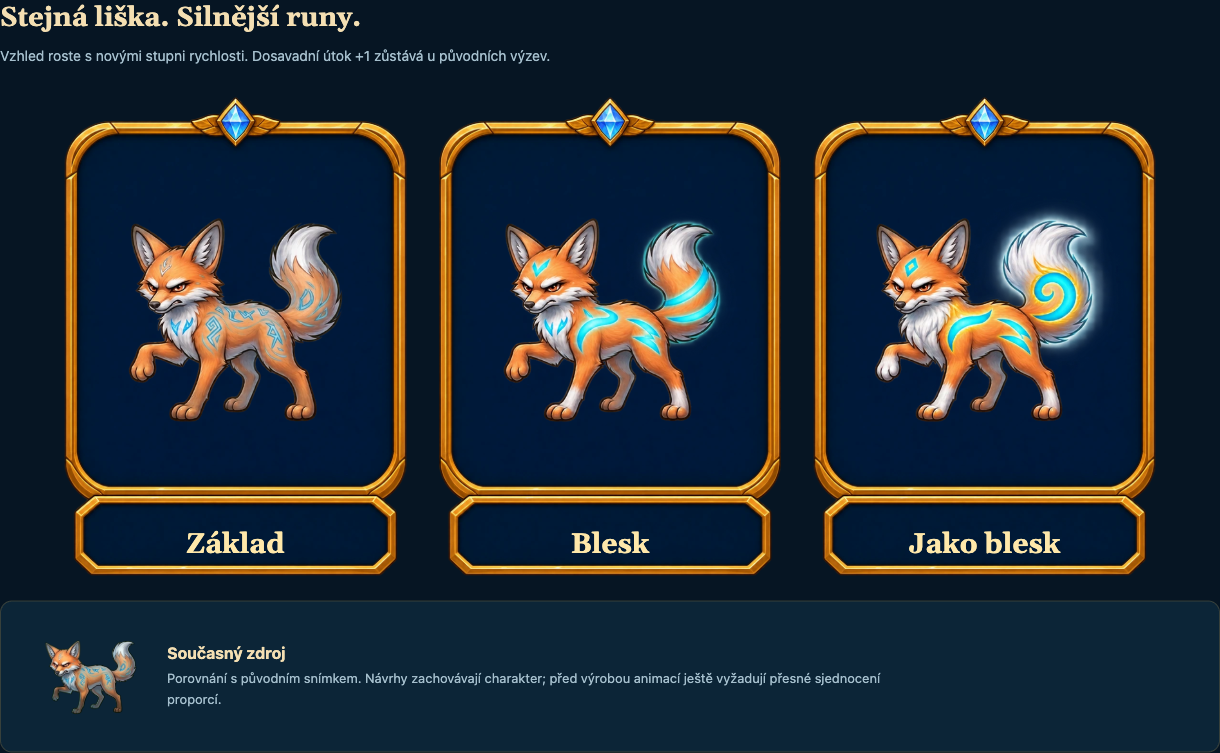 Stejná liška. Silnější runy.
Vzhled roste s novými stupni rychlosti. Dosavadní útok +1 zůstává u původních výzev.
Základ
Blesk
Jako blesk
Současný zdroj
Porovnání s původním snímkem. Návrhy zachovávají charakter; před výrobou animací ještě vyžadují přesné sjednocení
proporcí.